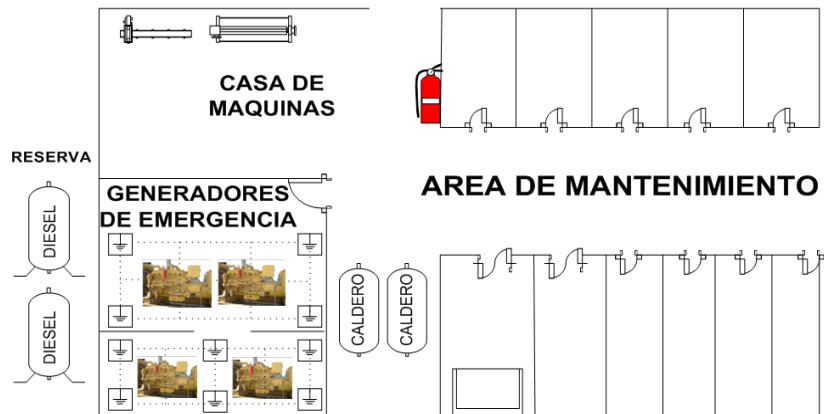 CASA DE
MAQUINAS
RESERVA
GENERADORES
DE EMERGENCIA
AREA DE MANTENIMIENTO
DIESEL
DIESEL
CALDERO
CALDERO